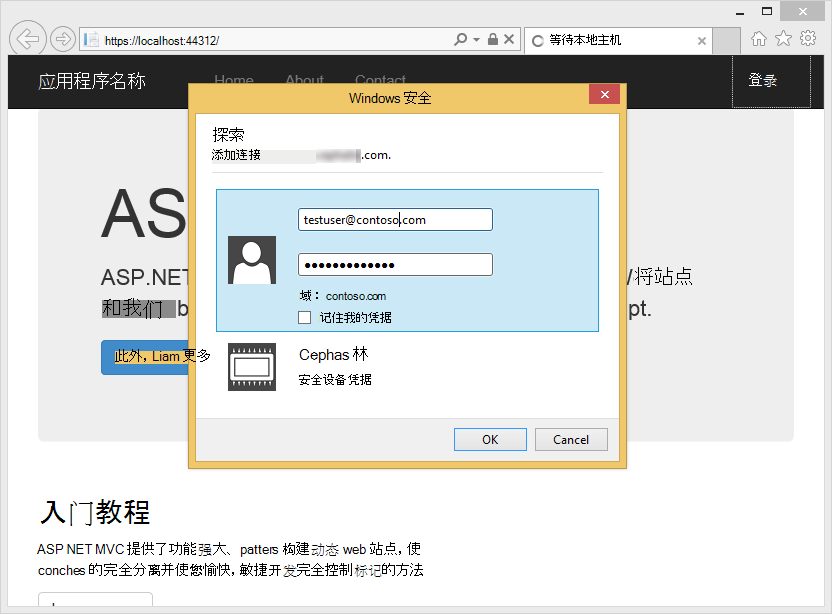 https://localhost:44312/
等待本地主机
应用程序名称 Home About Contact 登录
Windows 安全
探索
添加连接 .com.
AS
testuser@contoso.com
ASP.NET /将站点
域： contoso.com
和我们 b pt.
记住我的凭据
此外, Liam 更多
Cephas 林
安全设备凭据
OK Cancel
入门教程
ASP NET MVC 提供了功能强大、patters 构建动态 web 站点, 使
conches 的完全分离并使您愉快, 敏捷开发完全控制标记的方法